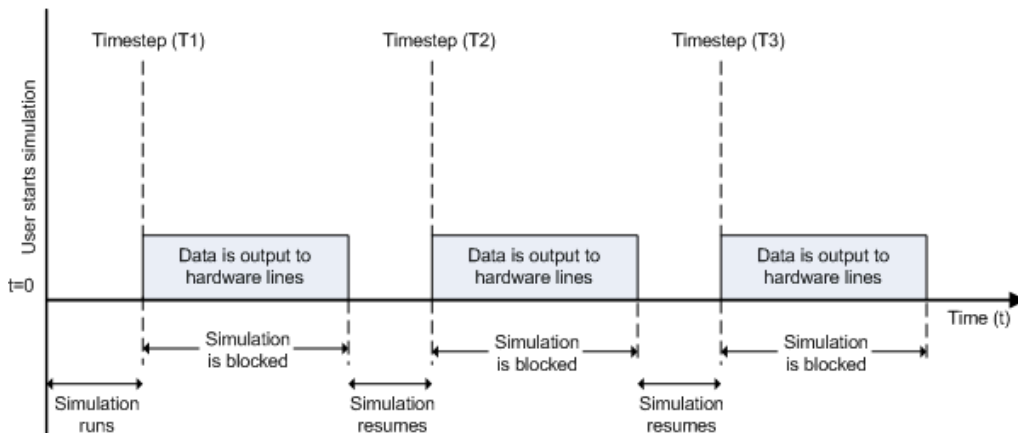 Timestep (T1)
Timestep (T2)
Timestep (T3)
User starts simulation
Data is output to
hardware lines
Data is output to
hardware lines
Data is output to
hardware lines
t=0
Time (t)
Simulation
is blocked
Simulation
is blocked
Simulation
is blocked
Simulation
runs
Simulation
resumes
Simulation
resumes